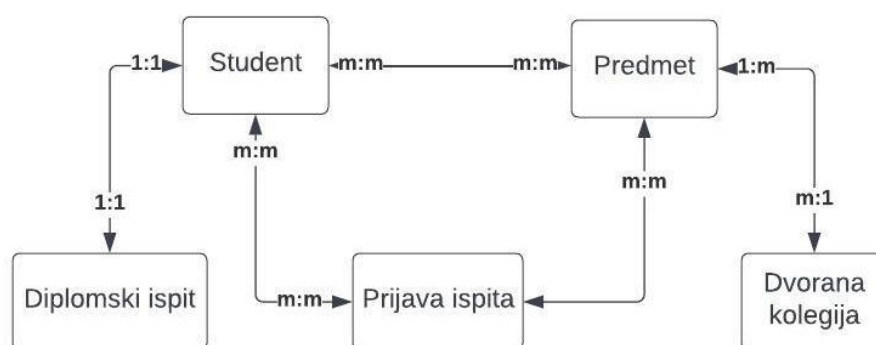 Student
Predmet
1:1
m:m
m:m
1:m
m:m
m:m
1:1
m:1
Diplomski ispit
m:m
Prijava ispita
Dvorana
kolegija